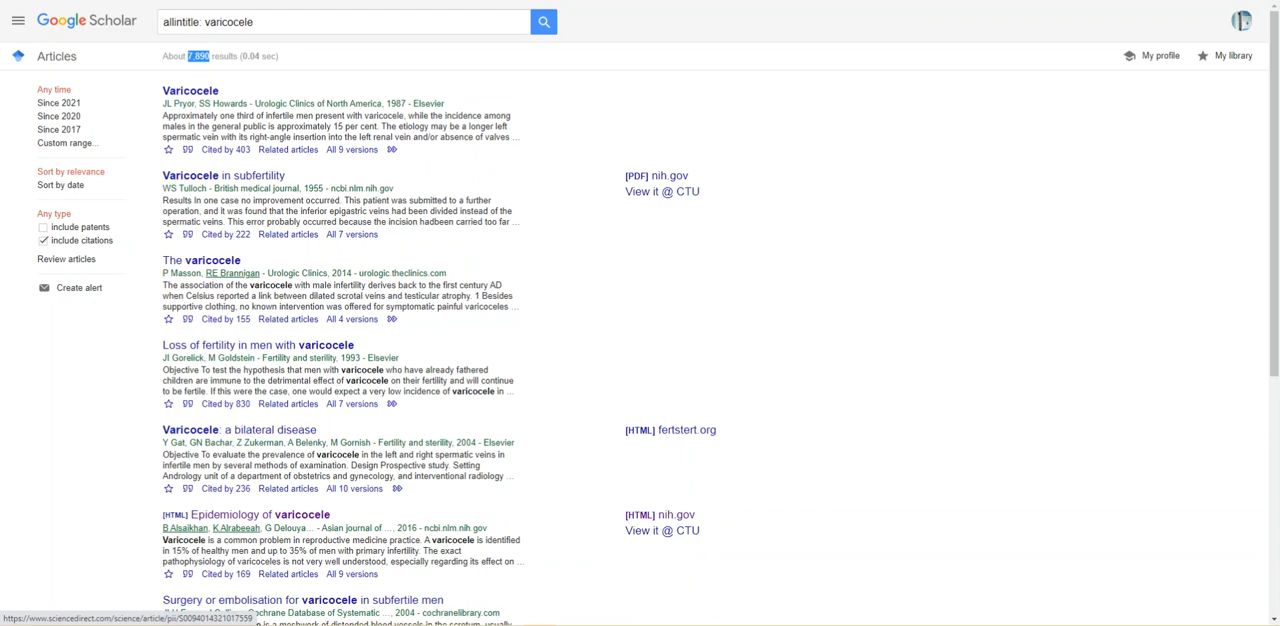 Google Scholar
allintitle: varicocele
Articles
About 7,890 results (0.04 sec)
My profile
My library
Any time
Since 2021
Since 2020
Since 2017
Custom range...
Sort by relevance
Sort by date
Any type
include patents
include citations
Review articles
Create alert
Varicocele
JL Pryor, SS Howards - Urologic Clinics of North America, 1987 - Elsevier
Approximately one third of infertile men present with varicocele, while the incidence among
males in the general public is approximately 15 per cent. The etiology may be a longer left
spermatic vein with its right-angle insertion into the left renal vein and/or absence of valves ...
Cited by 403 Related articles All 9 versions
Varicocele in subfertility
WS Tulloch - British medical journal, 1955 - ncbi.nlm.nih.gov
Results In one case no improvement occurred. This patient was submitted to a further
operation, and it was found that the inferior epigastric veins had been divided instead of the
spermatic veins. This error probably occurred because the incision hadbeen carried too far ...
Cited by 222 Related articles All 7 versions
[PDF] nih.gov
View it @ CTU
The varicocele
P Masson, RE Brannigan - Urologic Clinics, 2014 - urologic.theclinics.com
The association of the varicocele with male infertility derives back to the first century AD
when Celsius reported a link between dilated scrotal veins and testicular atrophy. 1 Besides
supportive clothing, no known intervention was offered for symptomatic painful varicoceles ...
Cited by 155 Related articles All 4 versions
Loss of fertility in men with varicocele
JI Gorelick, M Goldstein - Fertility and sterility, 1993 - Elsevier
Objective To test the hypothesis that men with varicocele who have already fathered
children are immune to the detrimental effect of varicocele on their fertility and will continue
to be fertile. If this were the case, one would expect a very low incidence of varicocele in ...
Cited by 830 Related articles All 7 versions
Varicocele: a bilateral disease
Y Gat, GN Bachar, Z Zukerman, A Belenky, M Gornish - Fertility and sterility, 2004 - Elsevier
Objective To evaluate the prevalence of varicocele in the left and right spermatic veins in
infertile men by several methods of examination. Design Prospective study. Setting
Andrology unit of a department of obstetrics and gynecology, and interventional radiology ...
Cited by 236 Related articles All 10 versions
[HTML] fertstert.org
[HTML] Epidemiology of varicocele
B Alsaikhan, K Alrabeeah, G Delouya... - Asian journal of ..., 2016 - ncbi.nlm.nih.gov
Varicocele is a common problem in reproductive medicine practice. A varicocele is identified
in 15% of healthy men and up to 35% of men with primary infertility. The exact
pathophysiology of varicoceles is not very well understood, especially regarding its effect on ...
Cited by 169 Related articles All 9 versions
[HTML] nih.gov
View it @ CTU
Surgery or embolisation for varicocele in subfertile men
Cochrane Database of Systematic ..., 2004 - cochranelibrary.com
is a meshwork of distended blood vessels in the scrotum, usually
https://www.sciencedirect.com/science/article/pii/S0094014321017559